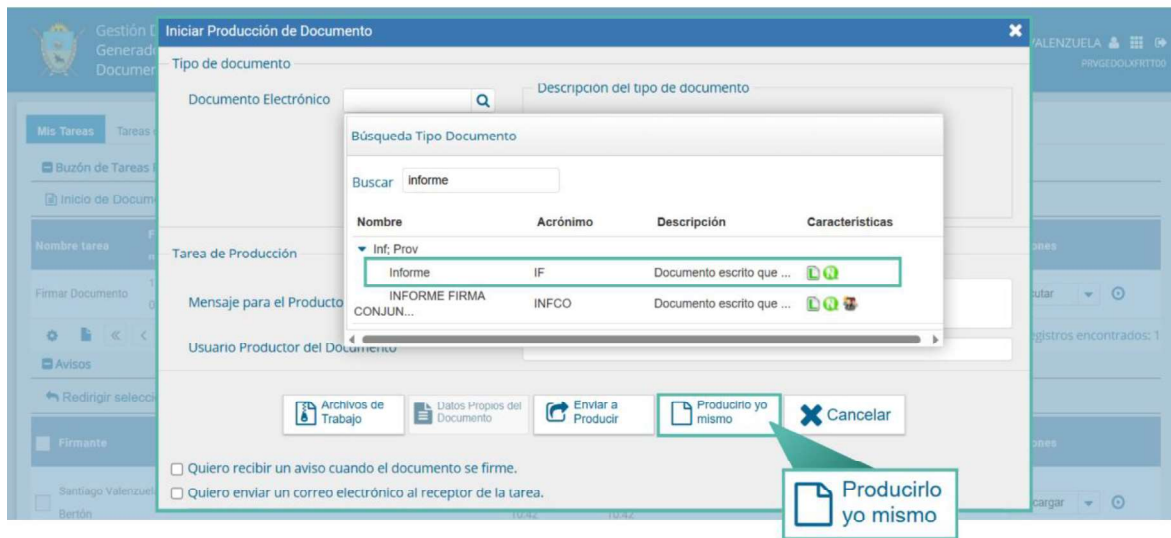 Gestión D
Generado
Documen
Iniciar Producción de Documento
VALENZUELA
PRVGEDOLXFRTT00
Tipo de documento
Documento Electrónico
Descripción del tipo de documento
Mis Tareas
Tareas
Búsqueda Tipo Documento
Buzón de Tareas
Buscar
informe
Inicio de Docum
Nombre Acrónimo Descripción Características
Nombre tarea
Inf; Prov
Tarea de Producción
ones
Informe IF Documento escrito que ...
Firmar Documento
Mensaje para el Producto
INFORME FIRMA
CONJUN...
INFCO Documento escrito que ...
cutar
Usuario Productor del Documento
egistros encontrados: 1
Avisos
Redirigir selecci
Archivos de
Trabajo
Datos Propios del
Documento
Enviar a
Producir
Producirlo yo
mismo
Cancelar
Firmante
ones
Quiero recibir un aviso cuando el documento se firme.
Quiero enviar un correo electrónico al receptor de la tarea.
Santiago Valenzuel
Bertón
10:42 10:42
cargar
Producirlo
yo mismo